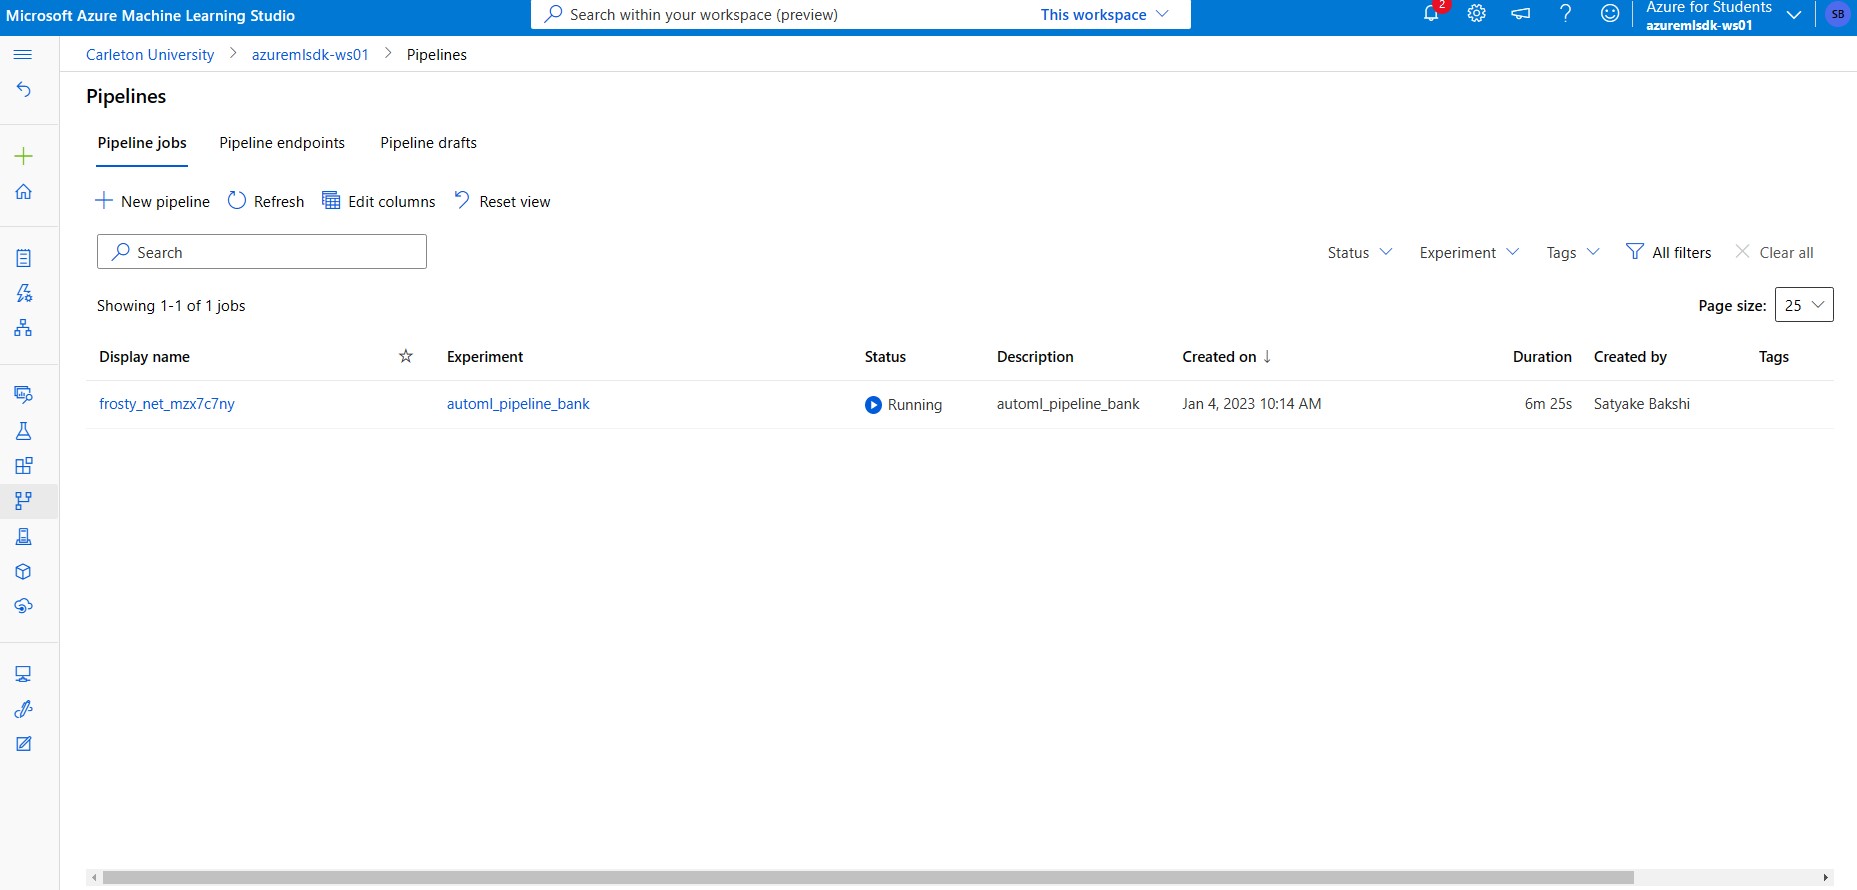 Microsoft Azure Machine Learning Studio
Search within your workspace (preview)
This workspace
2
?
Azure for Students
azuremlsdk-ws01
SB
Carleton University > azuremlsdk-ws01 > Pipelines
Pipelines
Pipeline jobs Pipeline endpoints Pipeline drafts
New pipeline Refresh Edit columns Reset view
Search
Status Experiment Tags All filters Clear all
Showing 1-1 of 1 jobs
Page size: 25
Display name Experiment Status Description Created on ↓ Duration Created by Tags
frosty_net_mzx7c7ny automl_pipeline_bank Running automl_pipeline_bank Jan 4, 2023 10:14 AM 6m 25s Satyake Bakshi